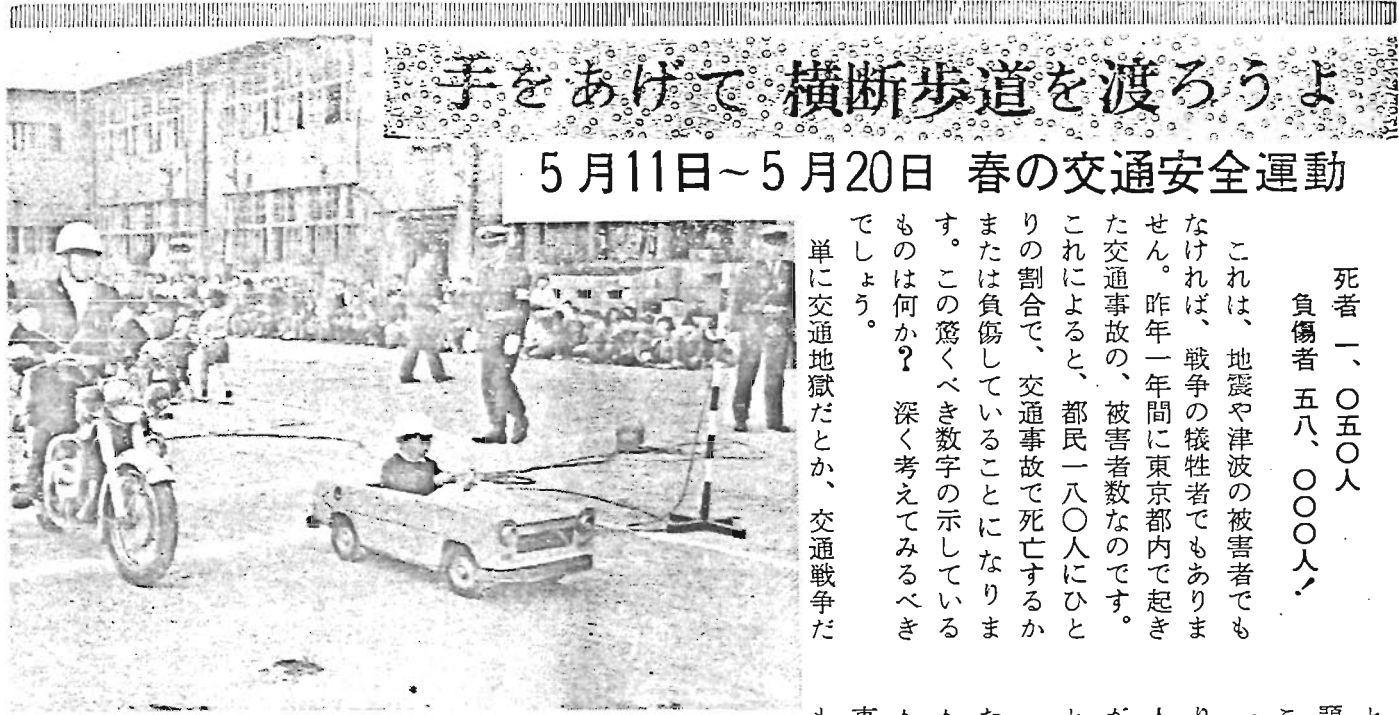 手をあげて 横断歩道を渡ろうよ
5月11日～5月20日 春の交通安全運動
死者 一、〇五〇人
負傷者 五八、〇〇〇人！
これは、地震や津波の被害者でも
なければ、戦争の犠牲者でもありま
せん。昨年一年間に東京都内で起き
た交通事故の、被害者数なのです。
これによると、都民一八〇人にひと
りの割合で、交通事故で死亡するか
または負傷していることになりま
す。この驚くべき数字の示している
ものは何か？ 深く考えてみるべき
でしょう。
単に交通地獄だとか、交通戦争だ